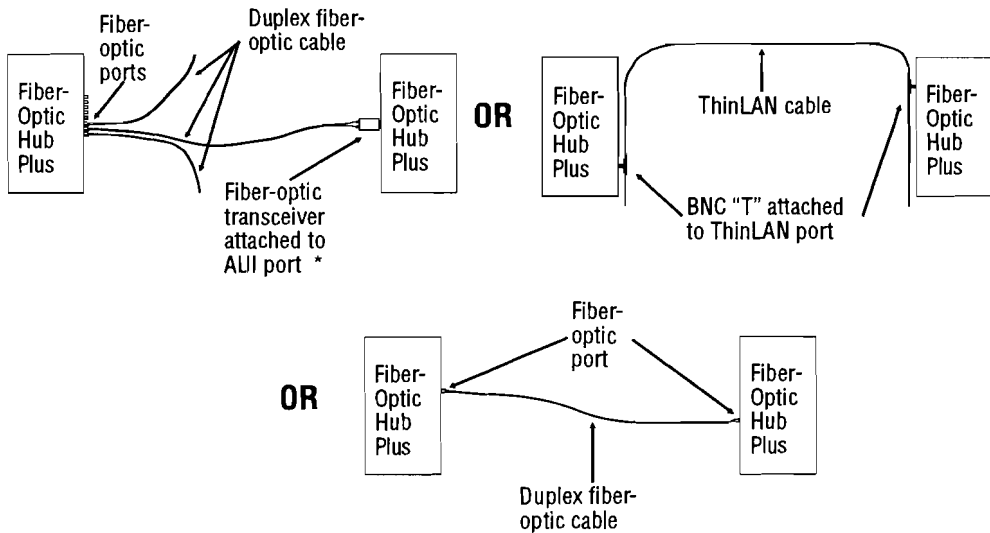 Fiber-
optic
ports
Duplex fiber-
optic cable
Fiber-
Optic
Hub
Plus
Fiber-
Optic
Hub
Plus
Fiber-optic
transceiver
attached to
AUI port *
OR
Fiber-
Optic
Hub
Plus
ThinLAN cable
Fiber-
Optic
Hub
Plus
BNC “T” attached
to ThinLAN port
OR
Fiber-
optic
port
Fiber-
Optic
Hub
Plus
Fiber-
Optic
Hub
Plus
Duplex fiber-
optic cable